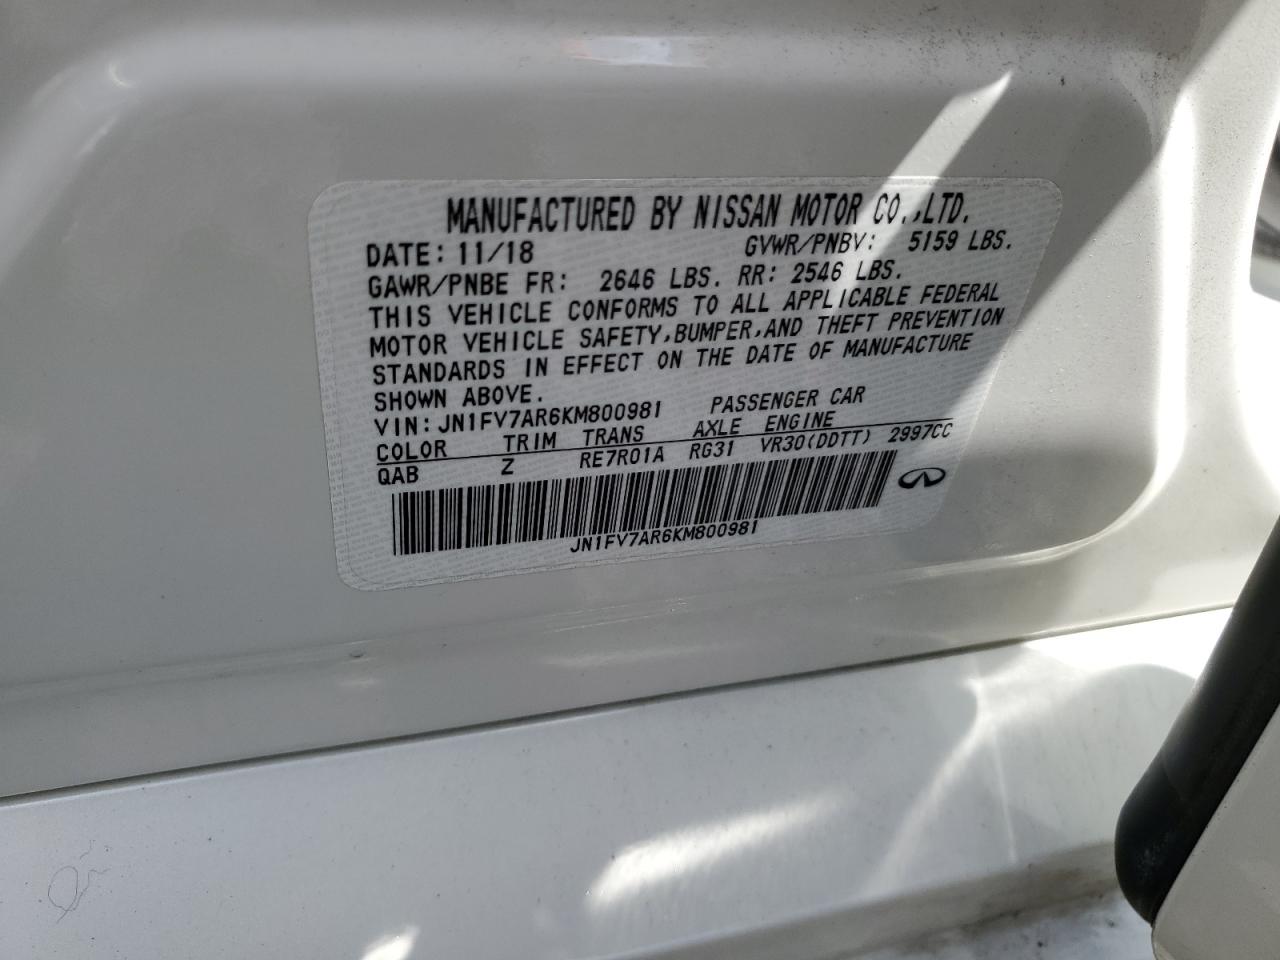 MANUFACTURED BY NISSAN MOTOR CO.,LTD.
DATE: 11/18 GVWR/PNBV: 5159 LBS.
GAWR/PNBE FR: 2646 LBS. RR: 2546 LBS.
THIS VEHICLE CONFORMS TO ALL APPLICABLE FEDERAL
MOTOR VEHICLE SAFETY,BUMPER,AND THEFT PREVENTION
STANDARDS IN EFFECT ON THE DATE OF MANUFACTURE
SHOWN ABOVE.
VIN: JN1FV7AR6KM800981 PASSENGER CAR
COLOR TRIM TRANS AXLE ENGINE
QAB Z RE7R01A RG31 VR30(DDTT) 2997CC
JN1FV7AR6KM800981